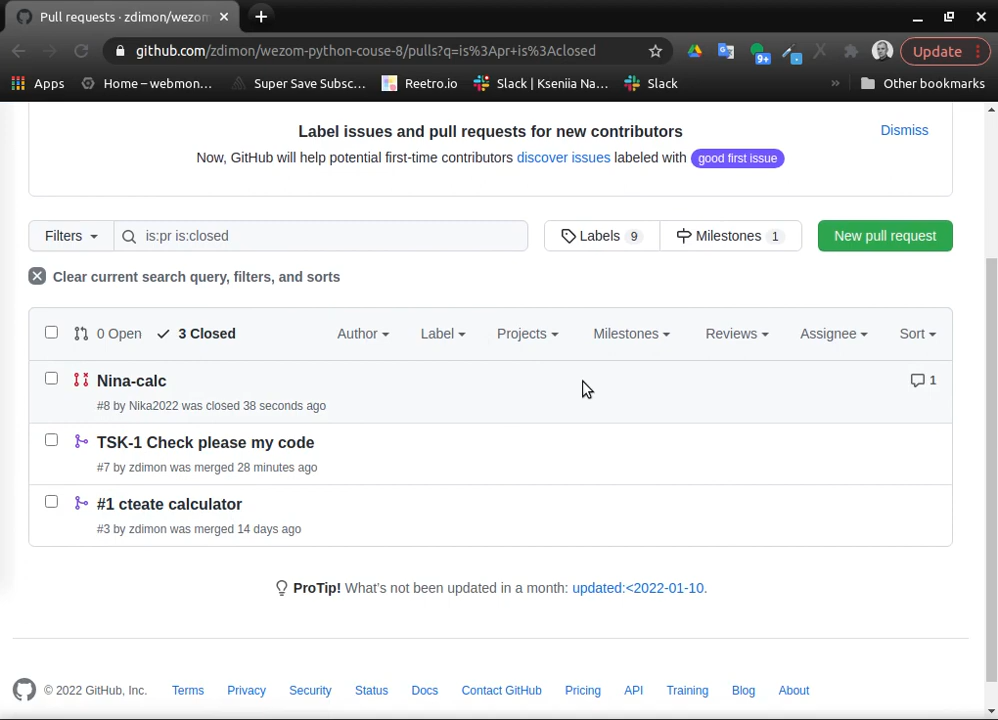 Pull requests · zdimon/wezom
github.com/zdimon/wezom-python-couse-8/pulls?q=is%3Apr+is%3Aclosed
9+
Update
Apps
Home – webmon...
Super Save Subsc...
Reetro.io
Slack | Kseniia Na...
Slack
»
Other bookmarks
Label issues and pull requests for new contributors
Dismiss
Now, GitHub will help potential first-time contributors discover issues labeled with good first issue
Filters
is:pr is:closed
Labels 9
Milestones 1
New pull request
Clear current search query, filters, and sorts
0 Open
3 Closed
Author
Label
Projects
Milestones
Reviews
Assignee
Sort
Nina-calc
1
#8 by Nika2022 was closed 38 seconds ago
TSK-1 Check please my code
#7 by zdimon was merged 28 minutes ago
#1 cteate calculator
#3 by zdimon was merged 14 days ago
ProTip! What’s not been updated in a month: updated:<2022-01-10.
© 2022 GitHub, Inc.
Terms
Privacy
Security
Status
Docs
Contact GitHub
Pricing
API
Training
Blog
About